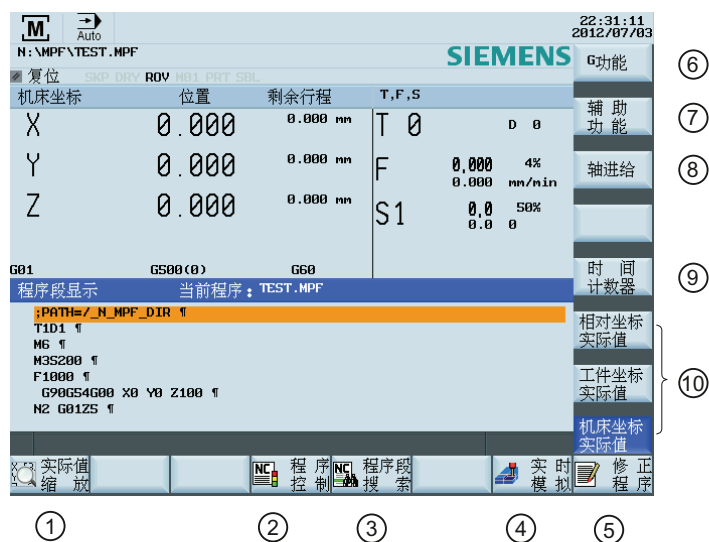 M
Auto
22:31:11
2012/07/03
N:\MPF\TEST.MPF
SIEMENS
复位 SKP DRY ROV M01 PRT SBL
机床坐标 位置 剩余行程 T,F,S
X 0.000 0.000 mm T 0 D 0
Y 0.000 0.000 mm F 0.000 4%
0.000 mm/min
Z 0.000 0.000 mm S1 0.0 50%
0.0 0
G01 G500(0) G60
程序段显示 当前程序：TEST.MPF
;PATH=/_N_MPF_DIR ¶
T1D1 ¶
M6 ¶
M3S200 ¶
F1000 ¶
G90G54G00 X0 Y0 Z100 ¶
N2 G01Z5 ¶
G功能 ⑥
辅助
功能 ⑦
轴进给 ⑧
时间
计数器 ⑨
相对坐标
实际值
工件坐标
实际值 ⑩
机床坐标
实际值
实际值
缩放
NC 程序
控制
NC 程序段
搜索
实时
模拟
修正
程序
① ② ③ ④ ⑤